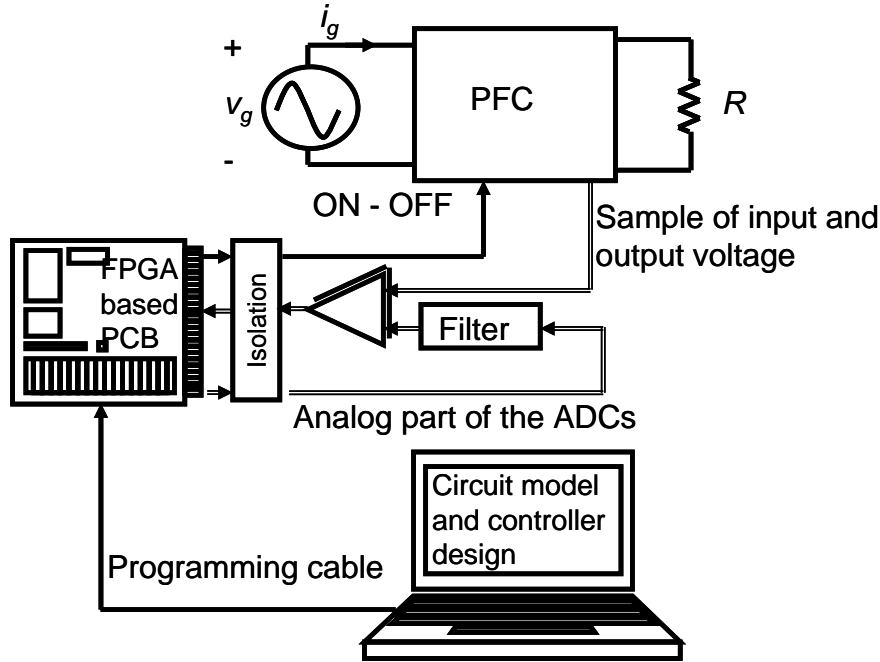 i_g
+
v_g
-
PFC
R
ON - OFF
Sample of input and
output voltage
FPGA
based
PCB
Isolation
Filter
Analog part of the ADCs
Circuit model
and controller
design
Programming cable